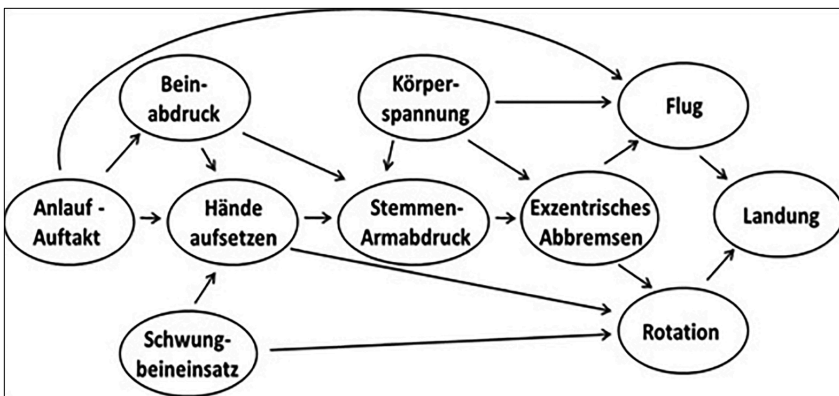 Bein-
abdruck
Körper-
spannung
Flug
Anlauf -
Auftakt
Hände
aufsetzen
Stemmen-
Armabdruck
Exzentrisches
Abbremsen
Landung
Schwung-
beineinsatz
Rotation